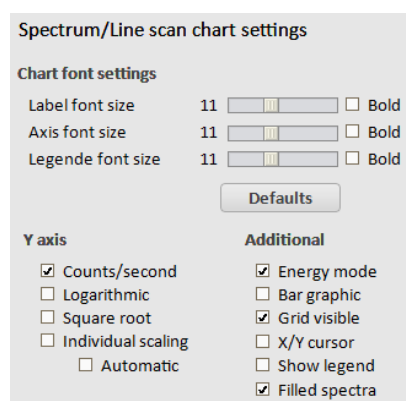 Spectrum/Line scan chart settings
Chart font settings
Label font size 11 Bold
Axis font size 11 Bold
Legende font size 11 Bold
Defaults
Y axis
Counts/second
Logarithmic
Square root
Individual scaling
Automatic
Additional
Energy mode
Bar graphic
Grid visible
X/Y cursor
Show legend
Filled spectra